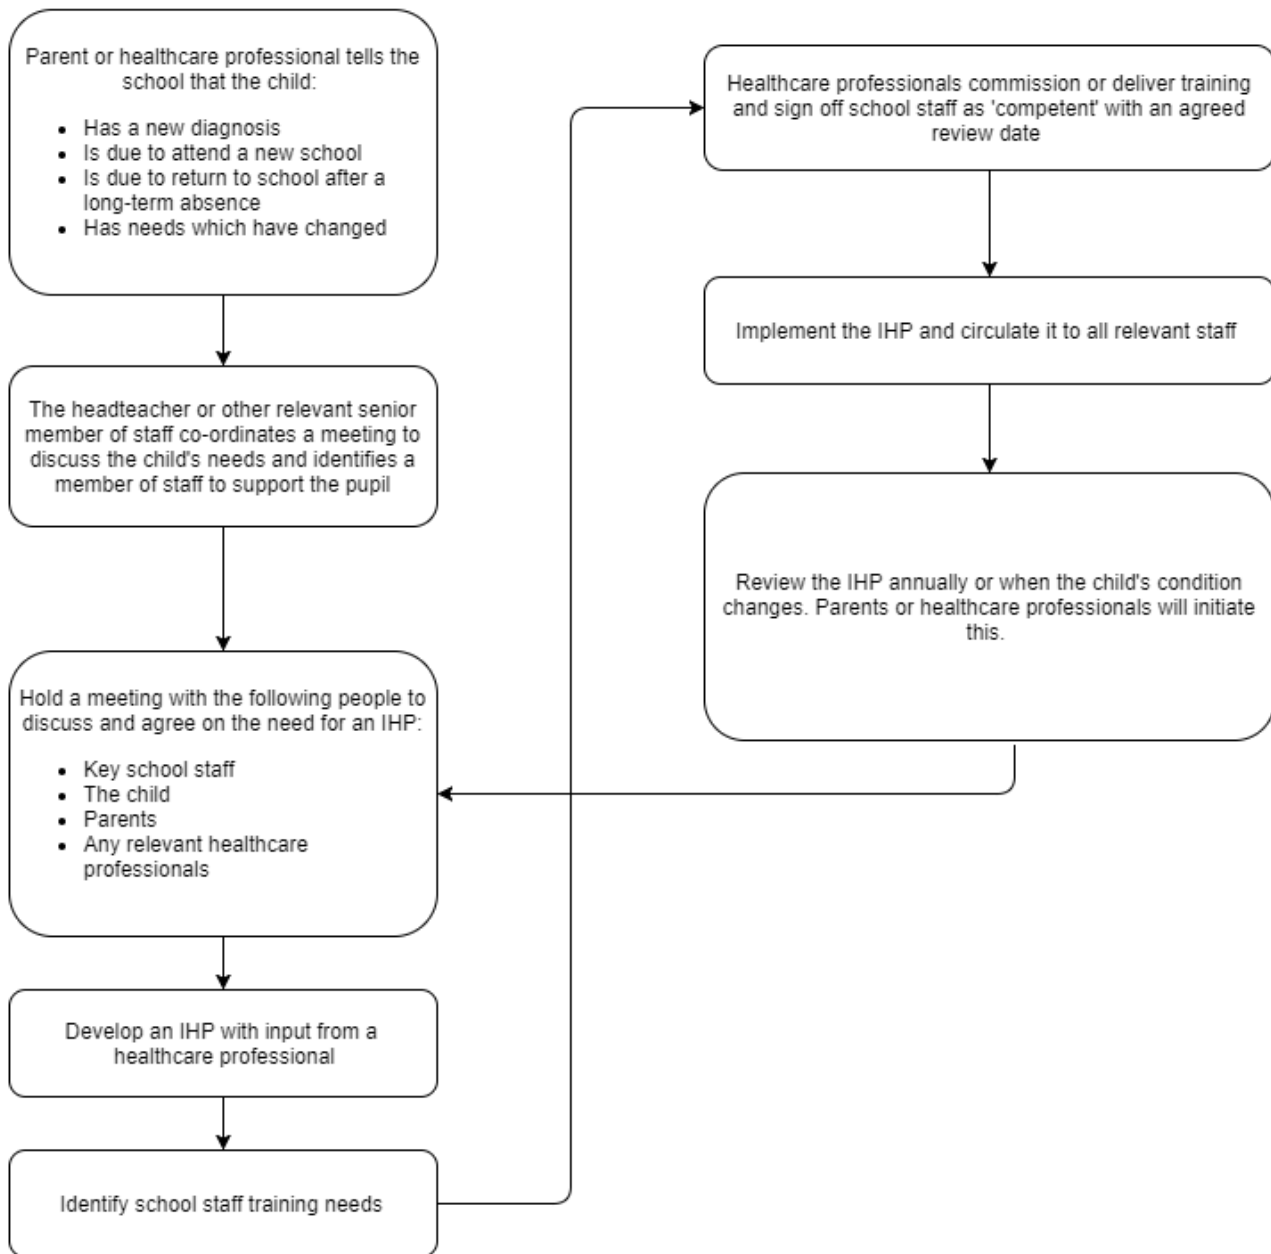 Parent or healthcare professional tells the
school that the child:
• Has a new diagnosis
• Is due to attend a new school
• Is due to return to school after a
long-term absence
• Has needs which have changed
The headteacher or other relevant senior
member of staff co-ordinates a meeting to
discuss the child's needs and identifies a
member of staff to support the pupil
Hold a meeting with the following people to
discuss and agree on the need for an IHP:
• Key school staff
• The child
• Parents
• Any relevant healthcare
professionals
Develop an IHP with input from a
healthcare professional
Identify school staff training needs
Healthcare professionals commission or deliver training
and sign off school staff as 'competent' with an agreed
review date
Implement the IHP and circulate it to all relevant staff
Review the IHP annually or when the child's condition
changes. Parents or healthcare professionals will initiate
this.